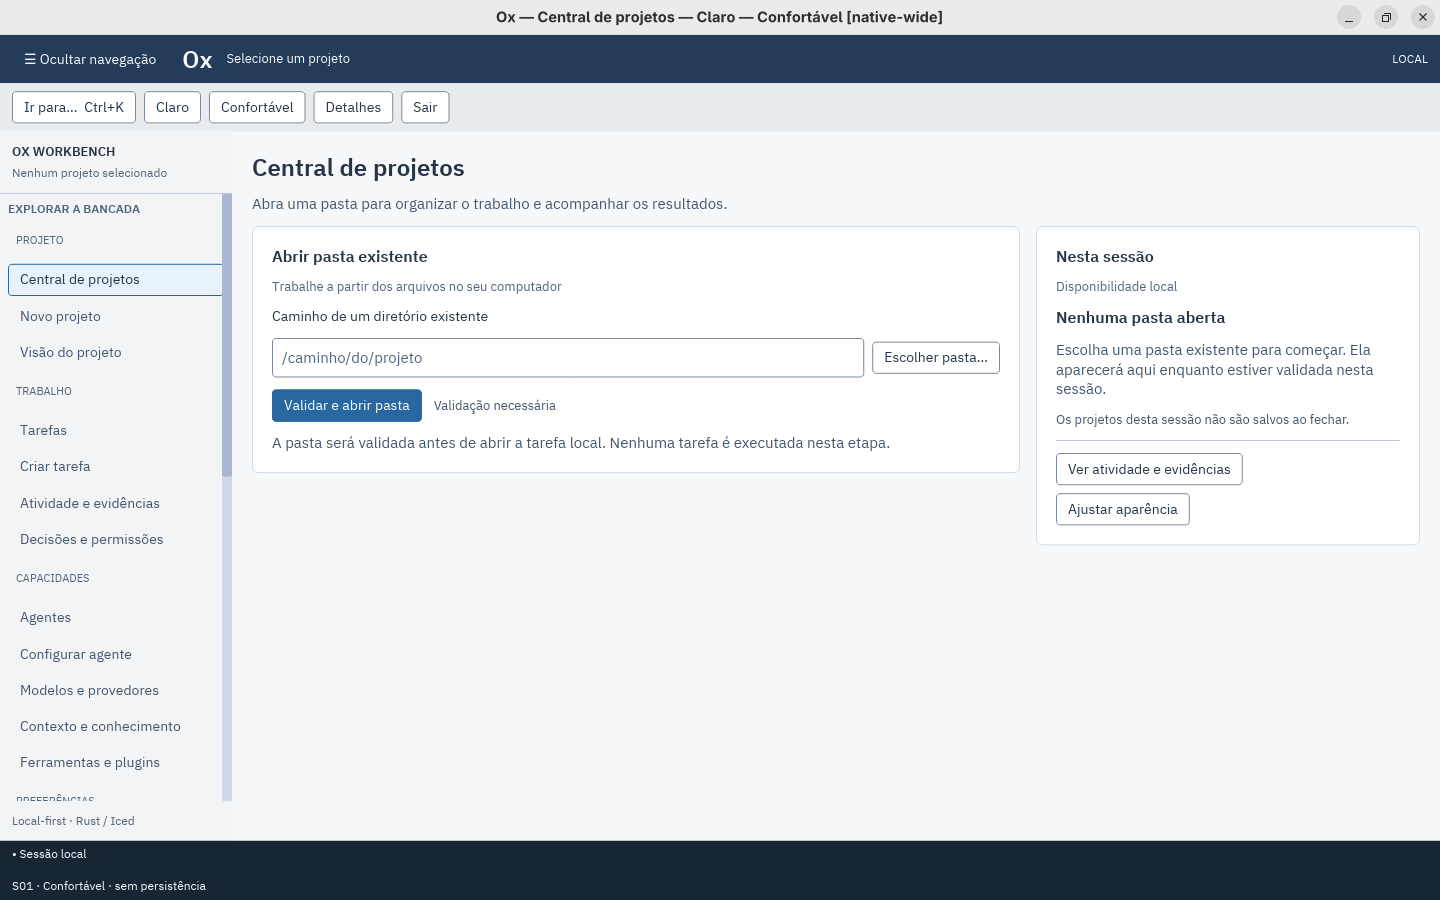 Ox — Central de projetos — Claro — Confortável [native-wide]
☰ Ocultar navegação
Ox
Selecione um projeto
LOCAL
Ir para... Ctrl+K
Claro
Confortável
Detalhes
Sair
OX WORKBENCH
Nenhum projeto selecionado
EXPLORAR A BANCADA
PROJETO
Central de projetos
Novo projeto
Visão do projeto
TRABALHO
Tarefas
Criar tarefa
Atividade e evidências
Decisões e permissões
CAPACIDADES
Agentes
Configurar agente
Modelos e provedores
Contexto e conhecimento
Ferramentas e plugins
PREFERÊNCIAS
Local-first · Rust / Iced
Central de projetos
Abra uma pasta para organizar o trabalho e acompanhar os resultados.
Abrir pasta existente
Trabalhe a partir dos arquivos no seu computador
Caminho de um diretório existente
/caminho/do/projeto
Escolher pasta...
Validar e abrir pasta
Validação necessária
A pasta será validada antes de abrir a tarefa local. Nenhuma tarefa é executada nesta etapa.
Nesta sessão
Disponibilidade local
Nenhuma pasta aberta
Escolha uma pasta existente para começar. Ela
aparecerá aqui enquanto estiver validada nesta
sessão.
Os projetos desta sessão não são salvos ao fechar.
Ver atividade e evidências
Ajustar aparência
• Sessão local
S01 · Confortável · sem persistência